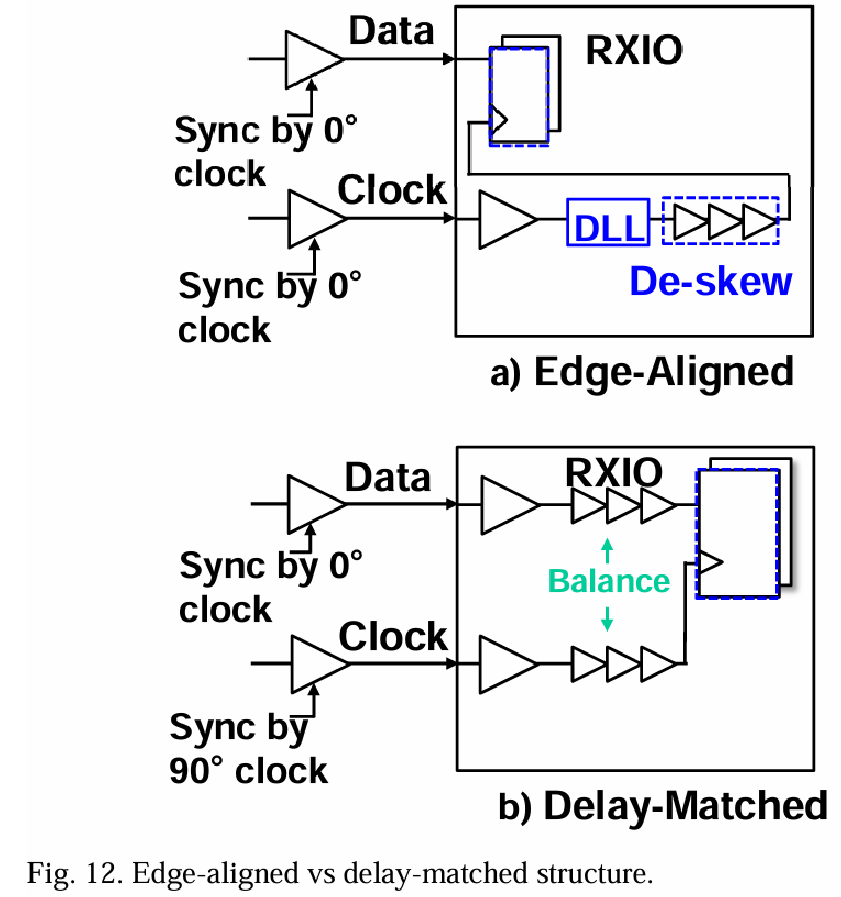 Data
RXIO
Sync by 0°
clock
Clock
DLL
Sync by 0°
clock
De-skew
a) Edge-Aligned
Data
RXIO
Sync by 0°
clock
Balance
Clock
Sync by
90° clock
b) Delay-Matched
Fig. 12. Edge-aligned vs delay-matched structure.